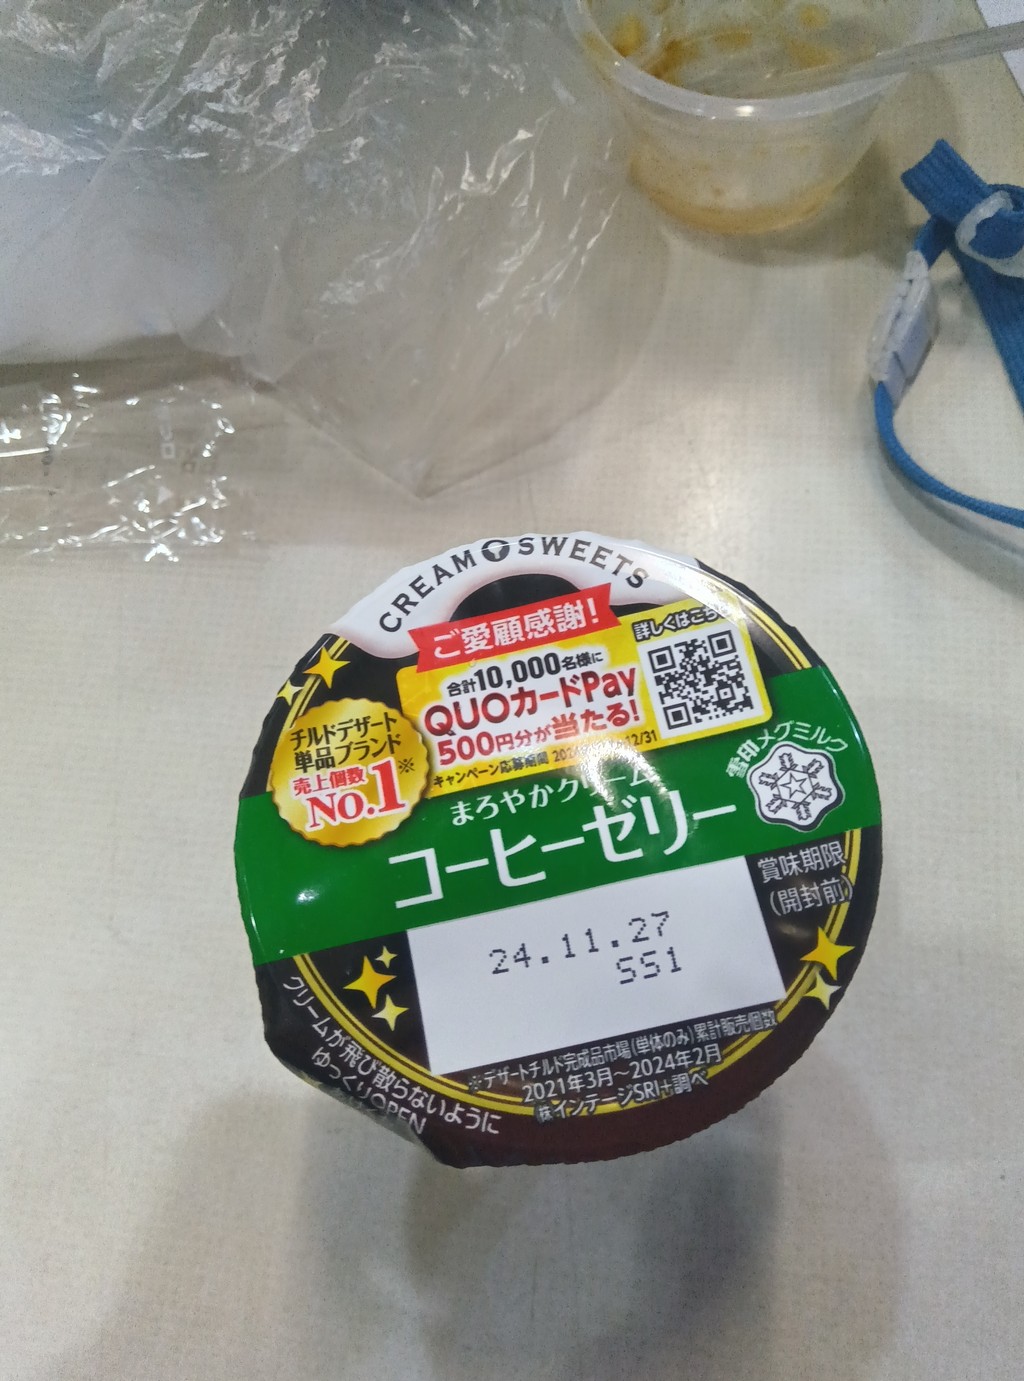 CREAM SWEETS
ご愛顧感謝!
詳しくはこちら
合計10,000名様に
QUOカードPay
500円分が当たる!
キャンペーン応募期間 12/31
チルドデザート
単品ブランド
売上個数※
No.1
まろやかクリーム
コーヒーゼリー
雪印メグミルク
賞味期限
(開封前)
24.11.27
SS1
※デザートチルド完成品市場(単体のみ)累計販売個数
2021年3月〜2024年2月
㈱インテージSRI+調べ
クリームが飛び散らないように
ゆっくりOPEN